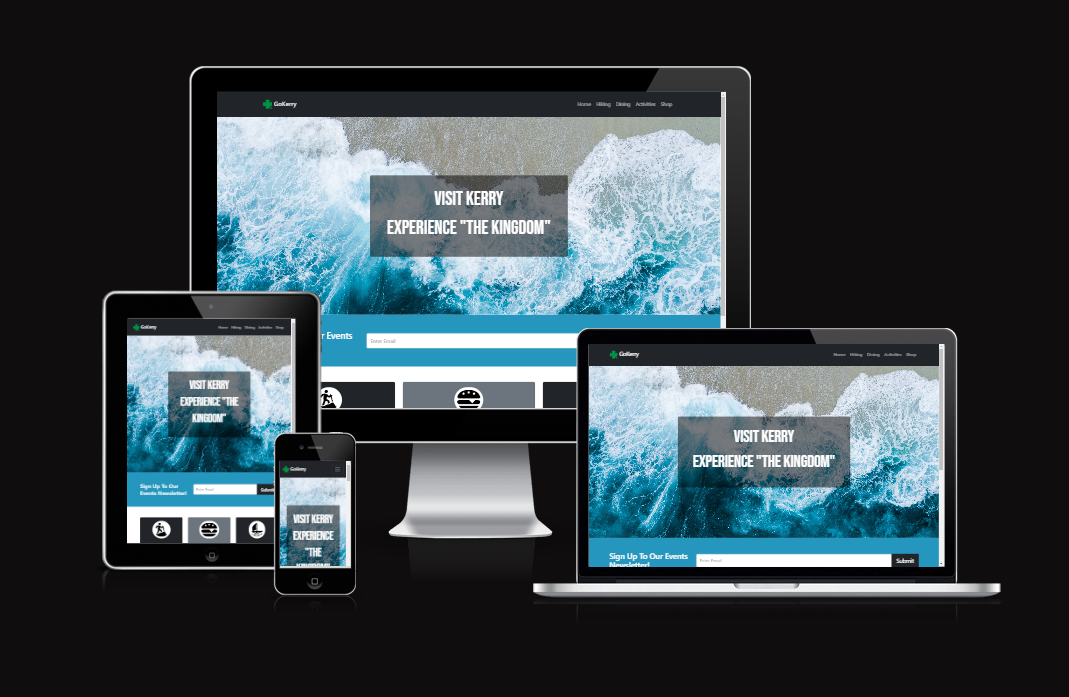 GoKerry
Home Hiking Dining Activities Shop
VISIT KERRY
EXPERIENCE "THE KINGDOM"
r Events
Enter Email
GoKerry
Home Hiking Dining Activities Shop
VISIT KERRY
EXPERIENCE "THE
KINGDOM"
Sign Up To Our
Events Newsletter!
Enter Email
Submit
GoKerry
VISIT KERRY
EXPERIENCE
"THE
KINGDOM"
GoKerry
Home Hiking Dining Activities Shop
VISIT KERRY
EXPERIENCE "THE KINGDOM"
Sign Up To Our Events
Newsletter!
Enter Email
Submit